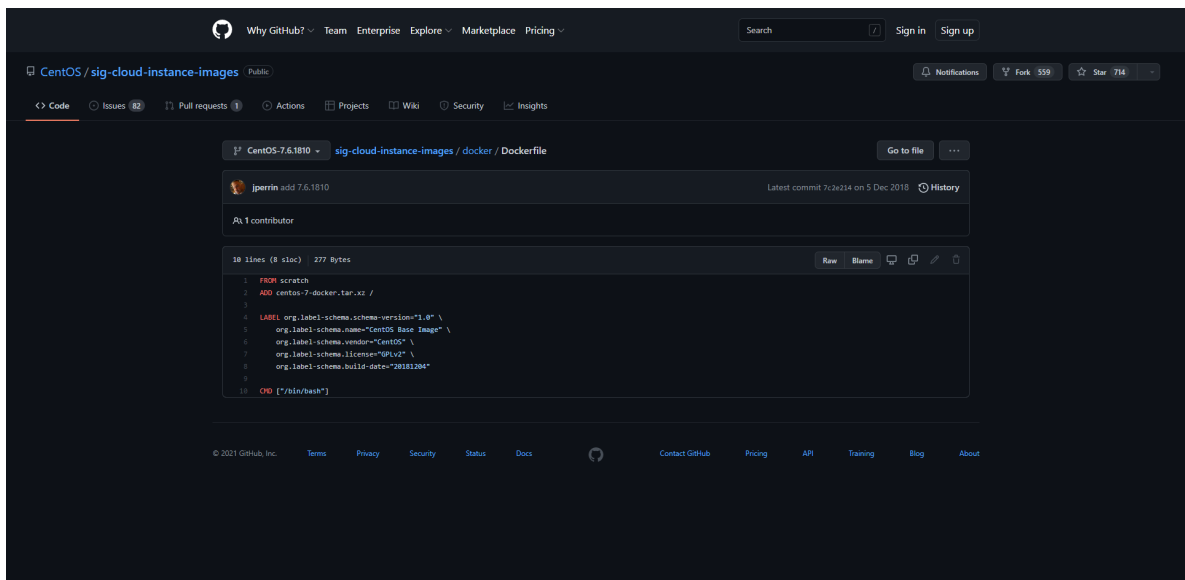 Why GitHub? Team Enterprise Explore Marketplace Pricing Search / Sign in Sign up
CentOS / sig-cloud-instance-images Public Notifications Fork 559 Star 714
Code Issues 82 Pull requests 1 Actions Projects Wiki Security Insights
CentOS-7.6.1810 sig-cloud-instance-images / docker / Dockerfile Go to file ...
jperrin add 7.6.1810 Latest commit 7c2e214 on 5 Dec 2018 History
1 contributor
10 lines (8 sloc) 277 Bytes Raw Blame
1 FROM scratch
2 ADD centos-7-docker.tar.xz /
3
4 LABEL org.label-schema.schema-version="1.0" \
5 org.label-schema.name="CentOS Base Image" \
6 org.label-schema.vendor="CentOS" \
7 org.label-schema.license="GPLv2" \
8 org.label-schema.build-date="20181204"
9
10 CMD ["/bin/bash"]
© 2021 GitHub, Inc. Terms Privacy Security Status Docs Contact GitHub Pricing API Training Blog About